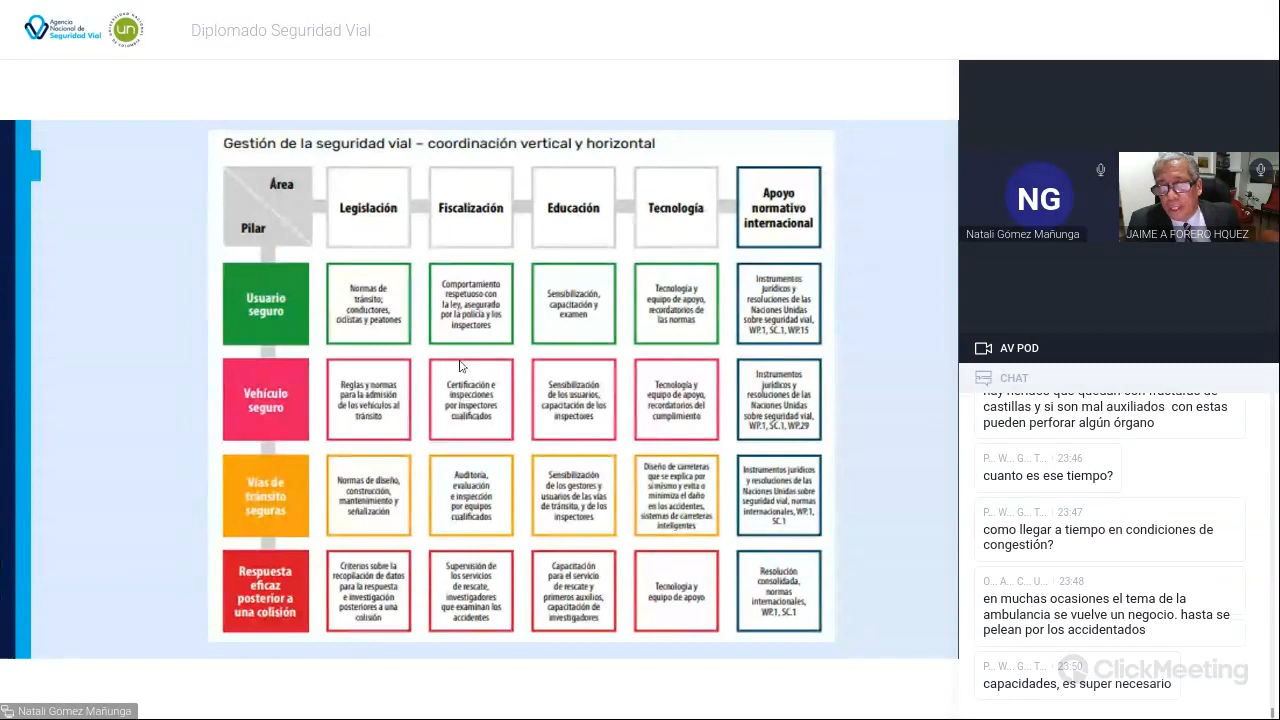 Agencia
Nacional de
Seguridad Vial
un
Diplomado Seguridad Vial
Gestión de la seguridad vial – coordinación vertical y horizontal
Área
Pilar
Legislación
Fiscalización
Educación
Tecnología
Apoyo
normativo
internacional
Usuario
seguro
Normas de
tránsito;
conductores,
ciclistas y peatones
Comportamiento
respetuoso con
la ley, asegurado
por la policía y los
inspectores
Sensibilización,
capacitación y
examen
Tecnología y
equipo de apoyo,
recordatorios de
las normas
Instrumentos
jurídicos y
resoluciones de las
Naciones Unidas
sobre seguridad vial,
WP.1, SC.1, WP.15
Vehículo
seguro
Reglas y normas
para la admisión
de los vehículos al
tránsito
Certificación e
inspecciones
por inspectores
cualificados
Sensibilización
de los usuarios,
capacitación de los
inspectores
Tecnología y
equipo de apoyo,
recordatorios del
cumplimiento
Instrumentos
jurídicos y
resoluciones de las
Naciones Unidas
sobre seguridad vial,
WP.1, SC.1, WP.29
Vías de
tránsito
seguras
Normas de diseño,
construcción,
mantenimiento y
señalización
Auditoría,
evaluación
e inspección
por equipos
cualificados
Sensibilización
de los gestores y
usuarios de las vías
de tránsito, y de los
inspectores
Diseño de carreteras
que se explica por
sí mismo y evita o
minimiza el daño
en los accidentes,
sistemas de carreteras
inteligentes
Instrumentos jurídicos
y resoluciones de las
Naciones Unidas sobre
seguridad vial, normas
internacionales, WP.1,
SC.1
Respuesta
eficaz
posterior a
una colisión
Criterios sobre la
recopilación de datos
para la respuesta
e investigación
posteriores a una
colisión
Supervisión de
los servicios
de rescate,
investigadores
que examinan los
accidentes
Capacitación
para el servicio
de rescate y
primeros auxilios,
capacitación de
investigadores
Tecnología y
equipo de apoyo
Resolución
consolidada,
normas
internacionales,
WP.1, SC.1
NG
Natali Gómez Mañunga
JAIME A FORERO HQUEZ
AV POD
CHAT
hay heridos que quedan son fracturas de
castillas y si son mal auxiliados con estas
pueden perforar algún órgano
P... W... G... T... · 23:46
cuanto es ese tiempo?
P... W... G... T... · 23:47
como llegar a tiempo en condiciones de
congestión?
O... A... C... U... · 23:48
en muchas ocasiones el tema de la
ambulancia se vuelve un negocio. hasta se
pelean por los accidentados
P... W... G... T... · 23:50
capacidades, es super necesario
ClickMeeting
Natali Gómez Mañunga